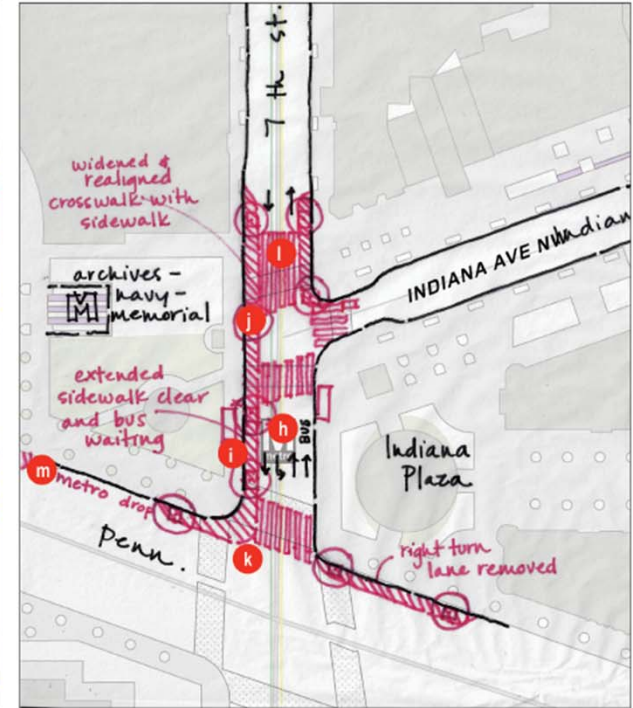 7th st.
widened &
realigned
crosswalk with
sidewalk
l
INDIANA AVE NW
Indian
archives -
navy -
memorial
M
j
extended
sidewalk clear
and bus
waiting
h
BUS
i
Indiana
Plaza
m
metro drop
Penn.
k
right turn
lane removed